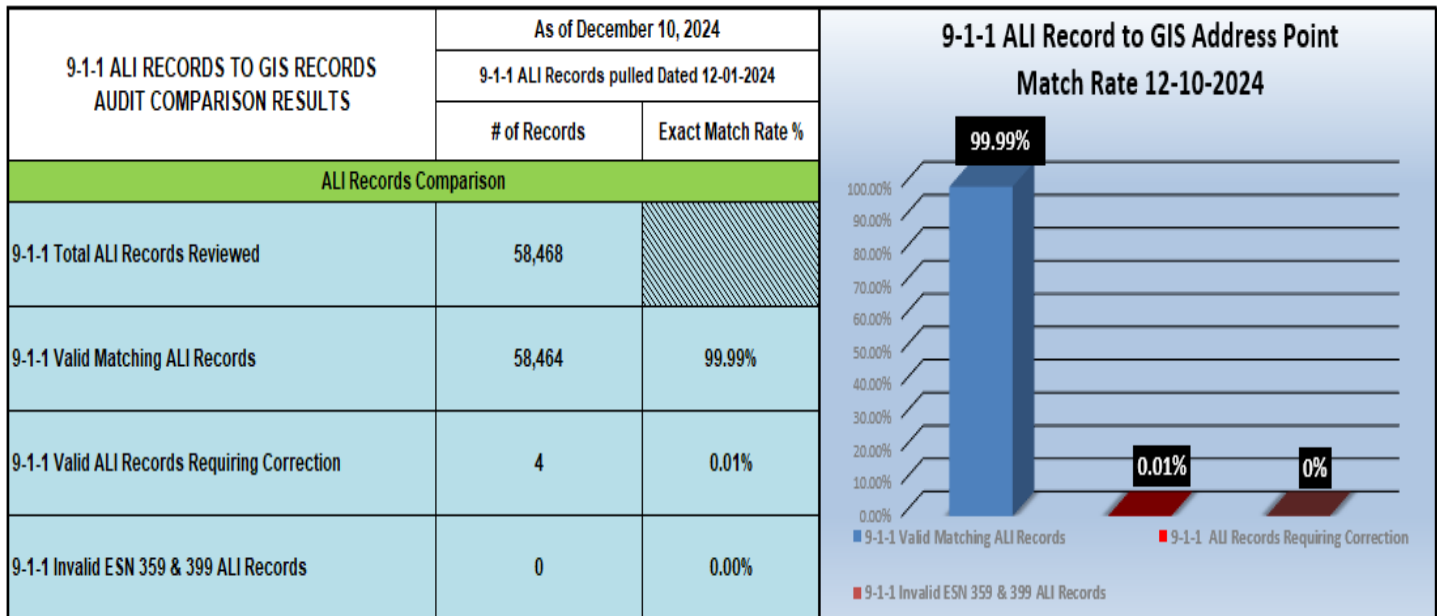 9-1-1 ALI RECORDS TO GIS RECORDS
AUDIT COMPARISON RESULTS
As of December 10, 2024
9-1-1 ALI Records pulled Dated 12-01-2024
# of Records
Exact Match Rate %
ALI Records Comparison
9-1-1 Total ALI Records Reviewed
58,468
9-1-1 Valid Matching ALI Records
58,464
99.99%
9-1-1 Valid ALI Records Requiring Correction
4
0.01%
9-1-1 Invalid ESN 359 & 399 ALI Records
0
0.00%
9-1-1 ALI Record to GIS Address Point
Match Rate 12-10-2024
99.99%
100.00%
90.00%
80.00%
70.00%
60.00%
50.00%
40.00%
30.00%
20.00%
10.00%
0.00%
0.01%
0%
9-1-1 Valid Matching ALI Records
9-1-1 ALI Records Requiring Correction
9-1-1 Invalid ESN 359 & 399 ALI Records